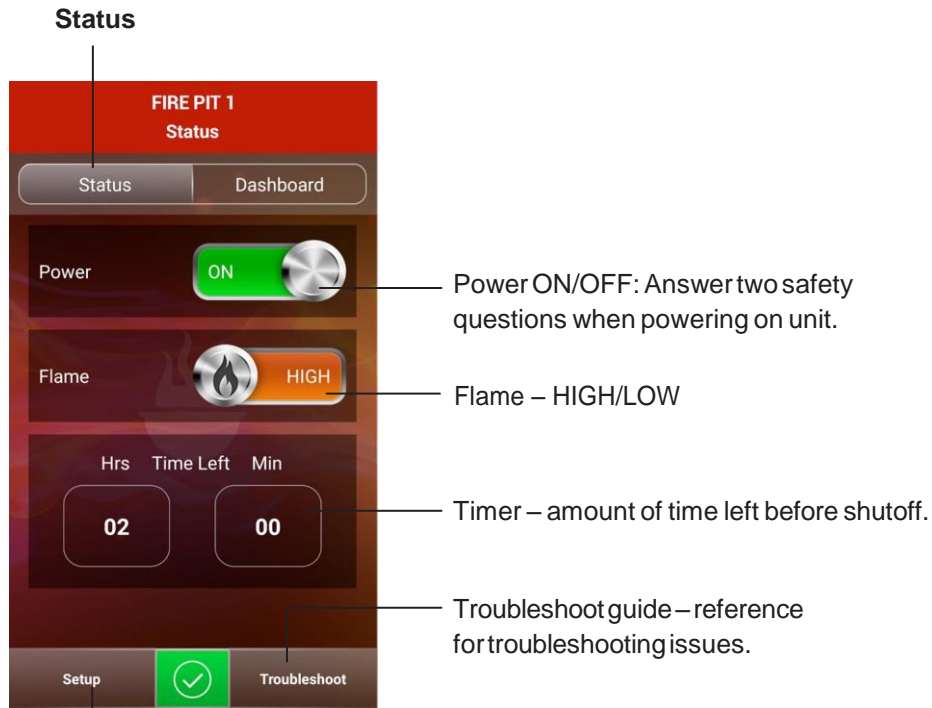 Status
FIRE PIT 1
Status
Status Dashboard
Power ON
Power ON/OFF: Answer two safety
questions when powering on unit.
Flame HIGH
Flame – HIGH/LOW
Hrs Time Left Min
02 00
Timer – amount of time left before shutoff.
Troubleshoot guide – reference
for troubleshooting issues.
Setup Troubleshoot